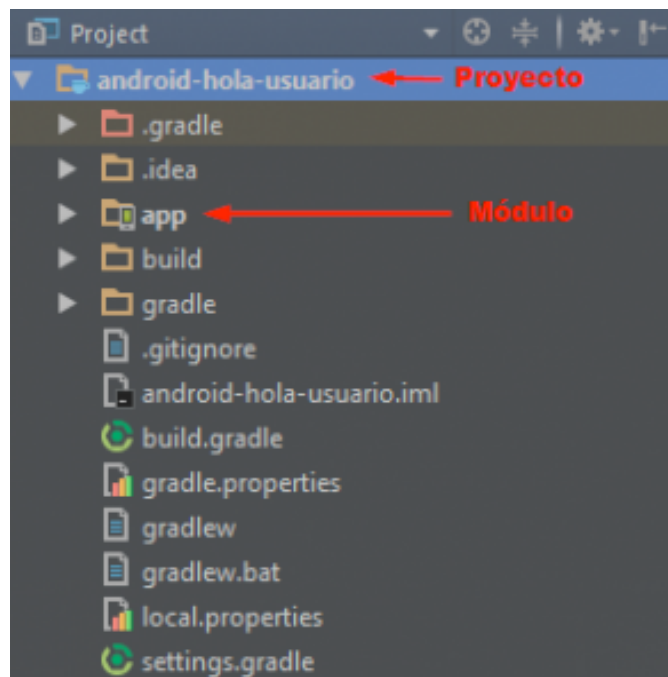 Project
android-hola-usuario Proyecto
.gradle
.idea
app Módulo
build
gradle
.gitignore
android-hola-usuario.iml
build.gradle
gradle.properties
gradlew
gradlew.bat
local.properties
settings.gradle